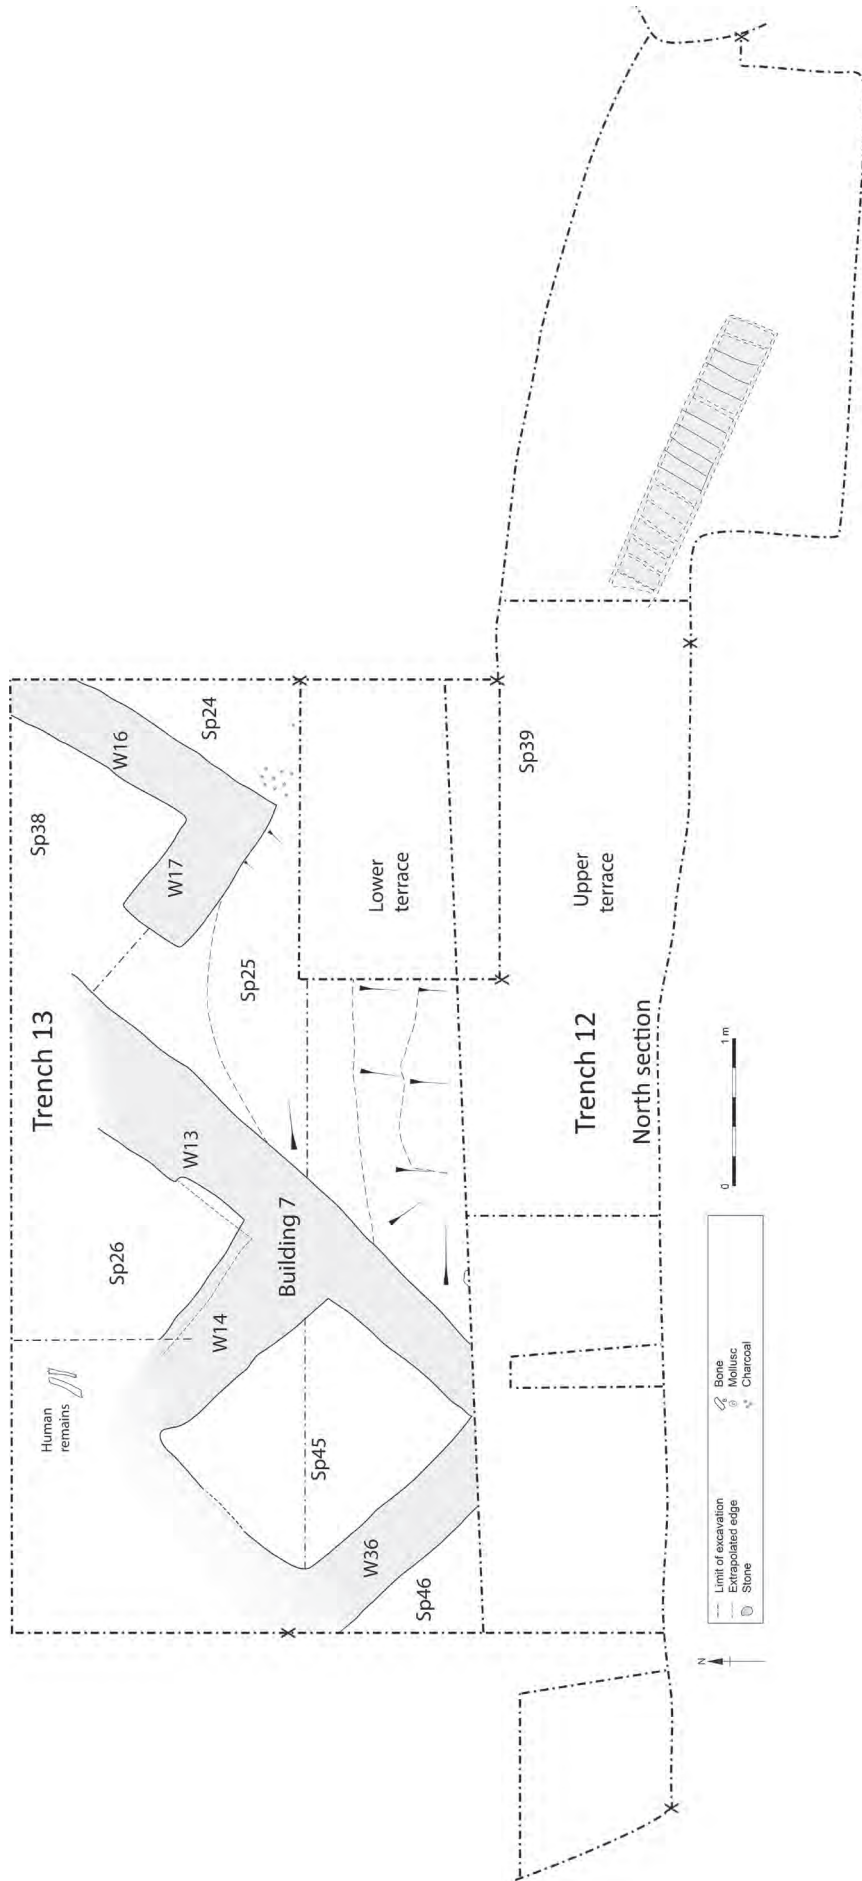 Human
remains
Sp26
Trench 13
Sp38
W14
W13
W17
W16
Sp24
Building 7
Sp25
Sp45
W36
Sp46
Lower
terrace
Sp39
Upper
terrace
Trench 12
North section
N
Limit of excavation
Extrapolated edge
Stone
Bone
Mollusc
Charcoal
0
1 m